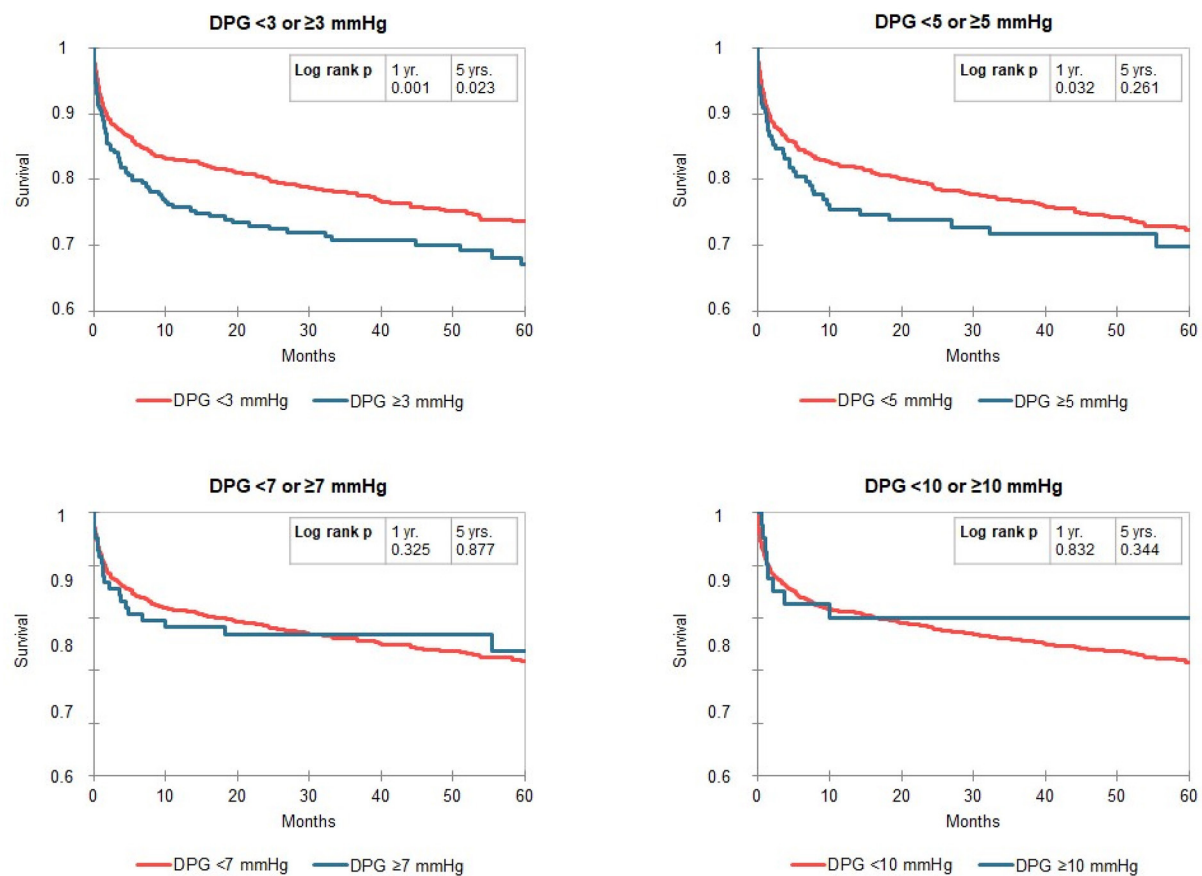 DPG <3 or ≥3 mmHg
1
0.9
0.8
0.7
0.6
Survival
Log rank p 1 yr. 5 yrs.
0.001 0.023
0 10 20 30 40 50 60
Months
DPG <3 mmHg DPG ≥3 mmHg
DPG <5 or ≥5 mmHg
1
0.9
0.8
0.7
0.6
Survival
Log rank p 1 yr. 5 yrs.
0.032 0.261
0 10 20 30 40 50 60
Months
DPG <5 mmHg DPG ≥5 mmHg
DPG <7 or ≥7 mmHg
1
0.9
0.8
0.7
0.6
Survival
Log rank p 1 yr. 5 yrs.
0.325 0.877
0 10 20 30 40 50 60
Months
DPG <7 mmHg DPG ≥7 mmHg
DPG <10 or ≥10 mmHg
1
0.9
0.8
0.7
0.6
Survival
Log rank p 1 yr. 5 yrs.
0.832 0.344
0 10 20 30 40 50 60
Months
DPG <10 mmHg DPG ≥10 mmHg